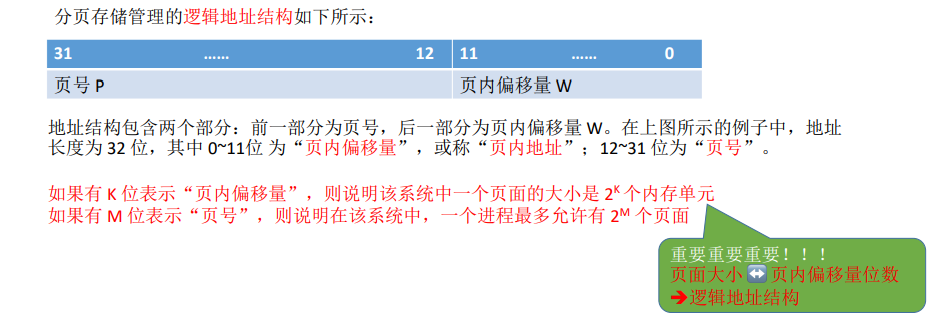 分页存储管理的逻辑地址结构如下所示：
31 …… 12 11 …… 0
页号 P 页内偏移量 W
地址结构包含两个部分：前一部分为页号，后一部分为页内偏移量 W。在上图所示的例子中，地址
长度为 32 位，其中 0~11位 为“页内偏移量”，或称“页内地址”；12~31 位为“页号”。
如果有 K 位表示“页内偏移量”，则说明该系统中一个页面的大小是 2ᴷ 个内存单元
如果有 M 位表示“页号”，则说明在该系统中，一个进程最多允许有 2ᴹ 个页面
重要重要重要！！！
页面大小 ↔️ 页内偏移量位数
➔逻辑地址结构